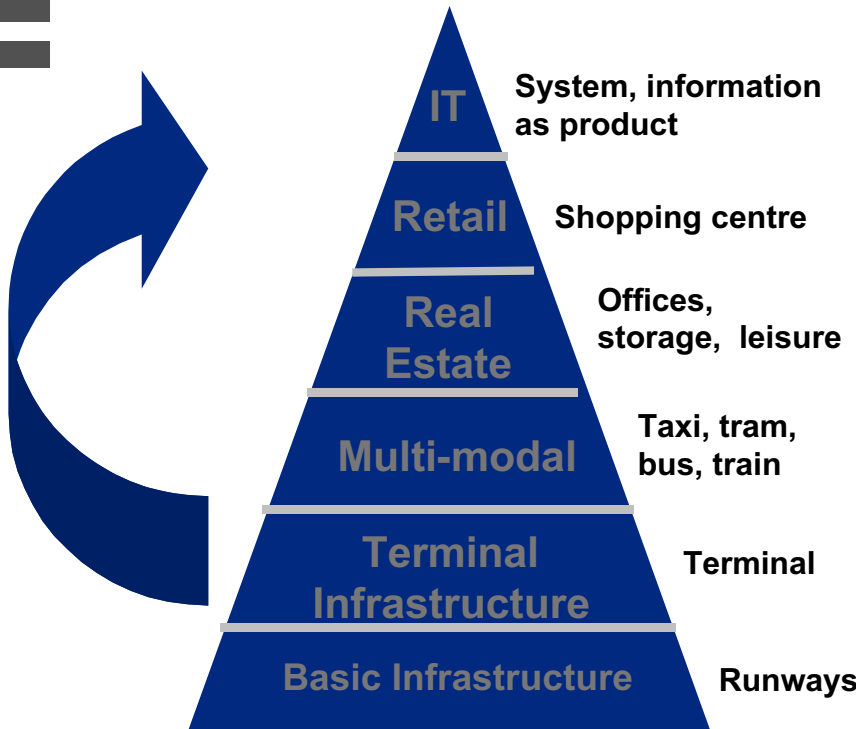 IT
System, information
as product
Retail
Shopping centre
Real
Estate
Offices,
storage, leisure
Multi-modal
Taxi, tram,
bus, train
Terminal
Infrastructure
Terminal
Basic Infrastructure
Runways